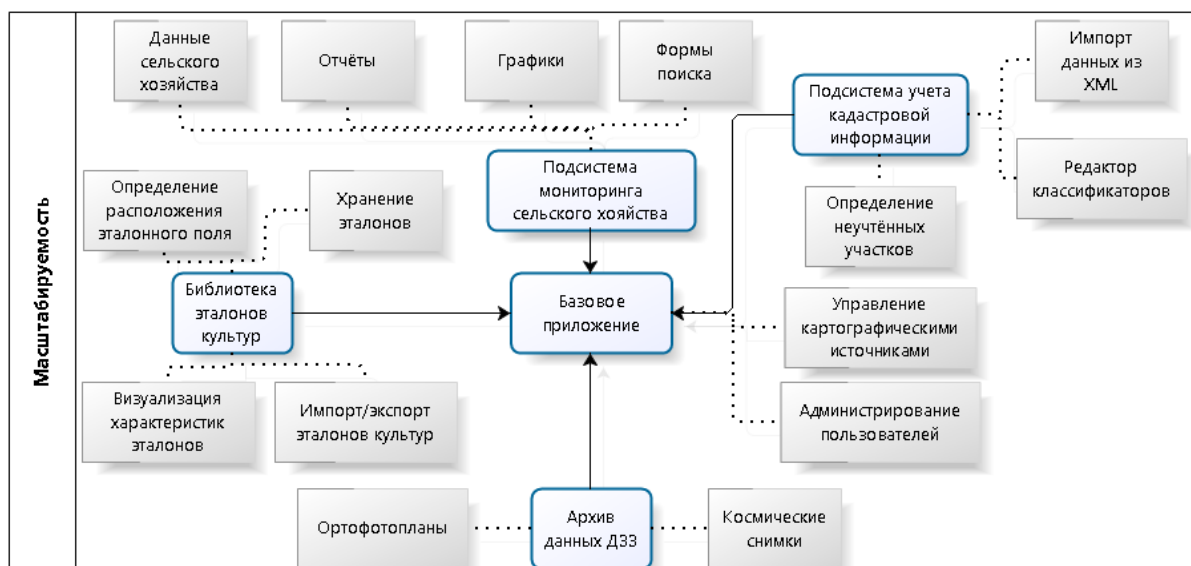 Масштабируемость
Данные
сельского
хозяйства
Отчёты
Графики
Формы
поиска
Импорт
данных из
XML
Подсистема учета
кадастровой
информации
Подсистема
мониторинга
сельского хояйства
Редактор
классификаторов
Определение
расположения
эталонного поля
Хранение
эталонов
Определение
неучтённых
участков
Библиотека
эталонов
культур
Базовое
приложение
Управление
картографическими
источниками
Визуализация
характеристик
эталонов
Импорт/экспорт
эталонов культур
Администрирование
пользователей
Ортофотопланы
Архив
данных ДЗЗ
Космические
снимки